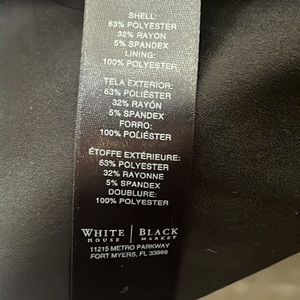 SHELL
63% POLYESTER
32% RAYON
5% SPANDEX
LINING:
100% POLYESTER
TELA EXTERIOR:
63% POLIÉSTER
32% RAYÓN
5% SPANDEX
FORRO:
100% POLIÉSTER
ÉTOFFE EXTÉRIEURE:
63% POLYESTER
32% RAYONNE
5% SPANDEX
DOUBLURE:
100% POLYESTER
WHITE | BLACK
HOUSE | MARKET
11215 METRO PARKWAY
FORT MYERS, FL 33966